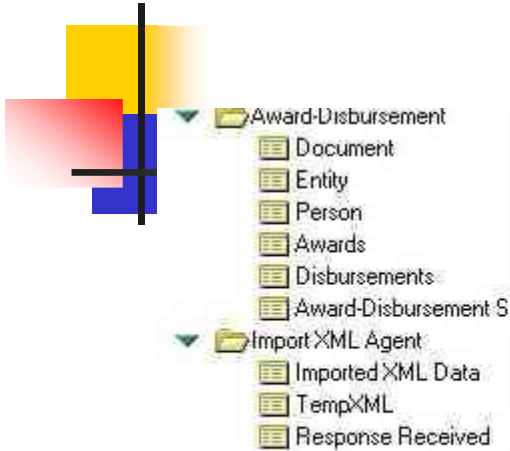 Award-Disbursement
Document
Entity
Person
Awards
Disbursements
Award-Disbursement S
Import XML Agent
Imported XML Data
TempXML
Response Received